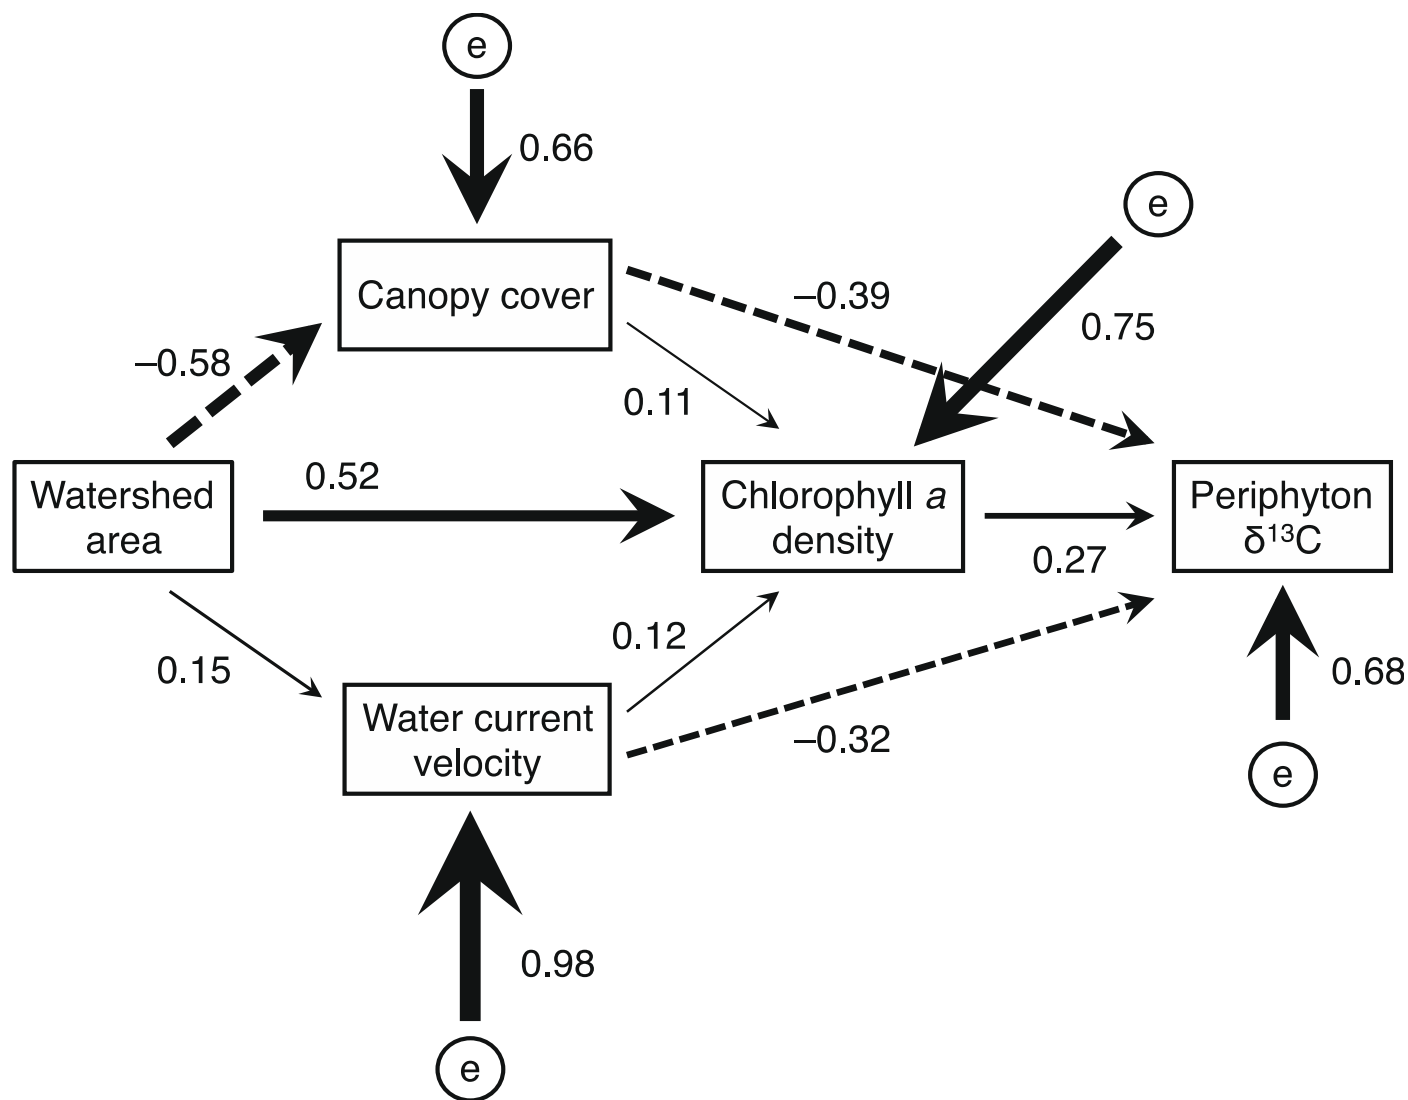 e
0.66
e
Canopy cover
–0.39
0.75
–0.58
0.11
0.52
Watershed
area
Chlorophyll a
density
Periphyton
δ¹³C
0.27
0.12
0.15
0.68
Water current
velocity
–0.32
e
0.98
e